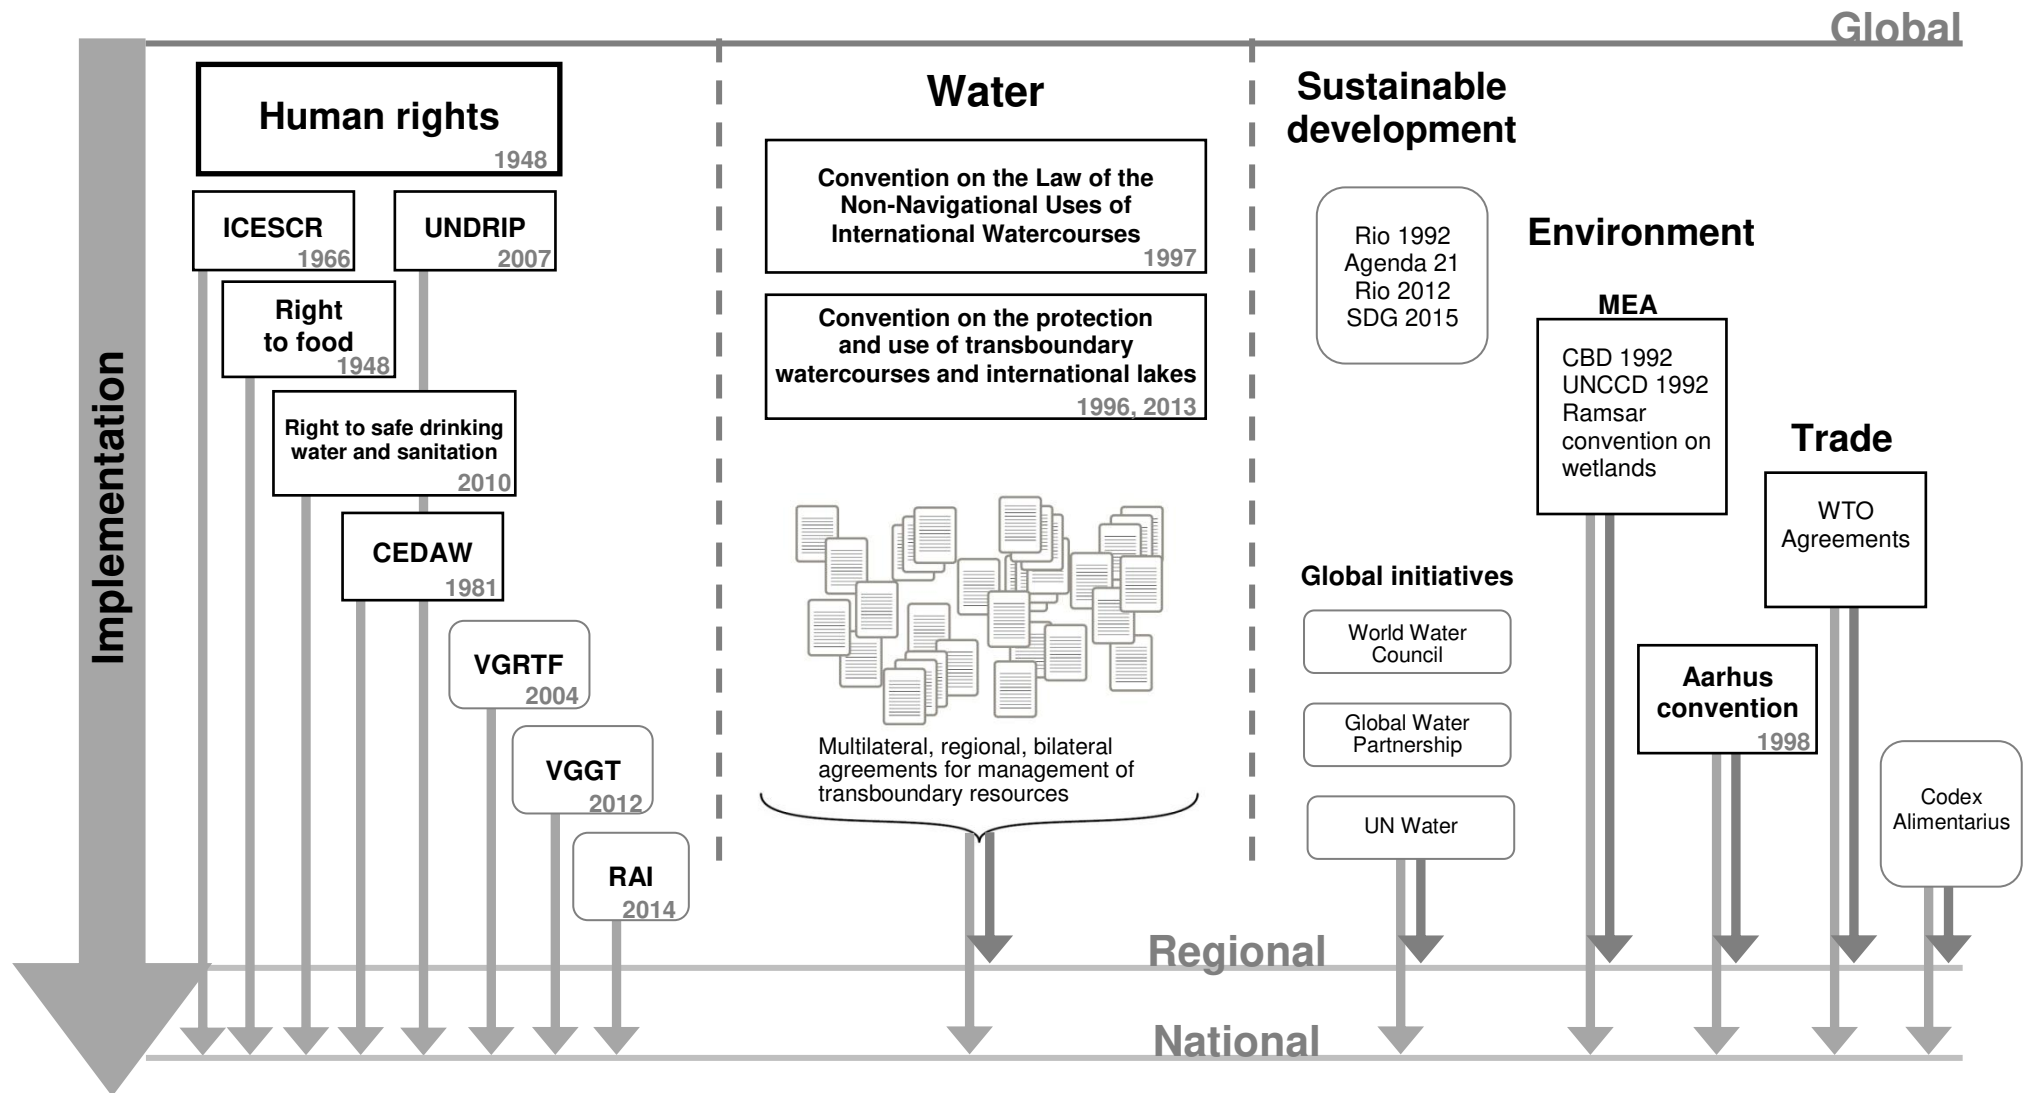 Global
Implementation
Human rights
1948
ICESCR
1966
UNDRIP
2007
Right
to food
1948
Right to safe drinking
water and sanitation
2010
CEDAW
1981
VGRTF
2004
VGGT
2012
RAI
2014
Water
Convention on the Law of the
Non-Navigational Uses of
International Watercourses
1997
Convention on the protection
and use of transboundary
watercourses and international lakes
1996, 2013
Multilateral, regional, bilateral
agreements for management of
transboundary resources
Sustainable
development
Rio 1992
Agenda 21
Rio 2012
SDG 2015
Global initiatives
World Water
Council
Global Water
Partnership
UN Water
Environment
MEA
CBD 1992
UNCCD 1992
Ramsar
convention on
wetlands
Aarhus
convention
1998
Trade
WTO
Agreements
Codex
Alimentarius
Regional
National